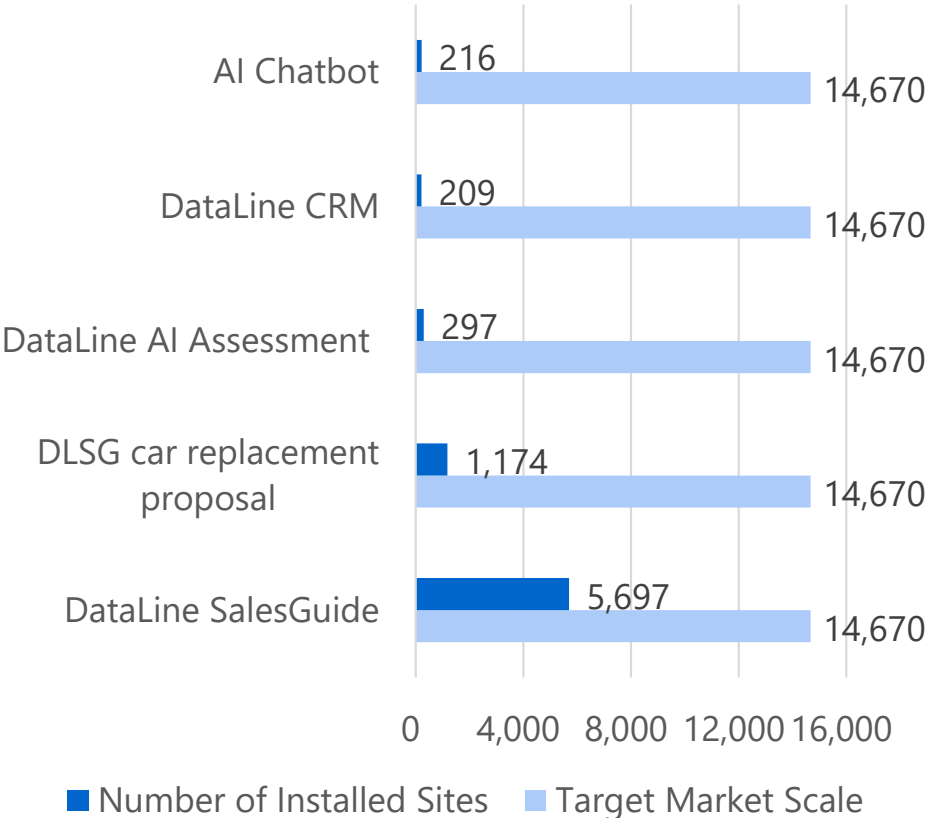 AI Chatbot
216
14,670
DataLine CRM
209
14,670
DataLine AI Assessment
297
14,670
DLSG car replacement
proposal
1,174
14,670
DataLine SalesGuide
5,697
14,670
0 4,000 8,000 12,000 16,000
Number of Installed Sites Target Market Scale